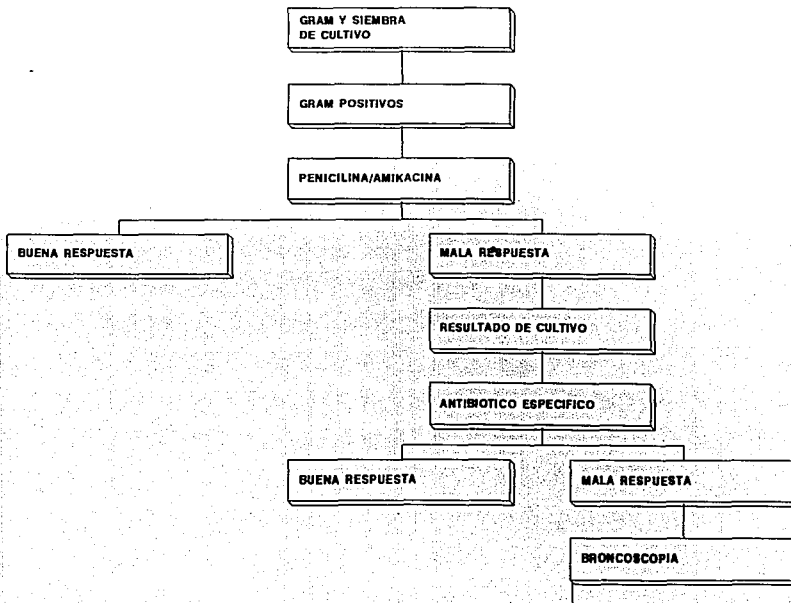 GRAM Y SIEMBRA
DE CULTIVO
GRAM POSITIVOS
PENICILINA/AMIKACINA
BUENA RESPUESTA
MALA RESPUESTA
RESULTADO DE CULTIVO
ANTIBIOTICO ESPECIFICO
BUENA RESPUESTA
MALA RESPUESTA
BRONCOSCOPIA